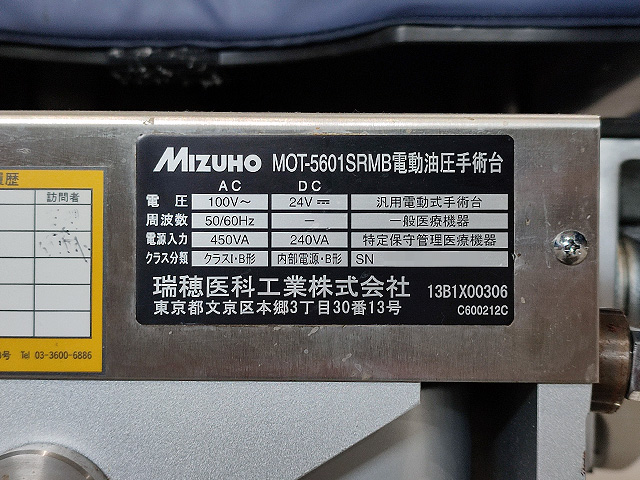 MIZUHO MOT-5601SRMB電動油圧手術台
AC DC
電圧 100V～ 24V⎓ 汎用電動式手術台
周波数 50/60Hz － 一般医療機器
電源入力 450VA 240VA 特定保守管理医療機器
クラス分類 クラスI・B形 内部電源・B形 SN
瑞穂医科工業株式会社 13B1X00306
東京都文京区本郷3丁目30番13号 C600212C
履歴
訪問者
号 Tel 03-3600-6886